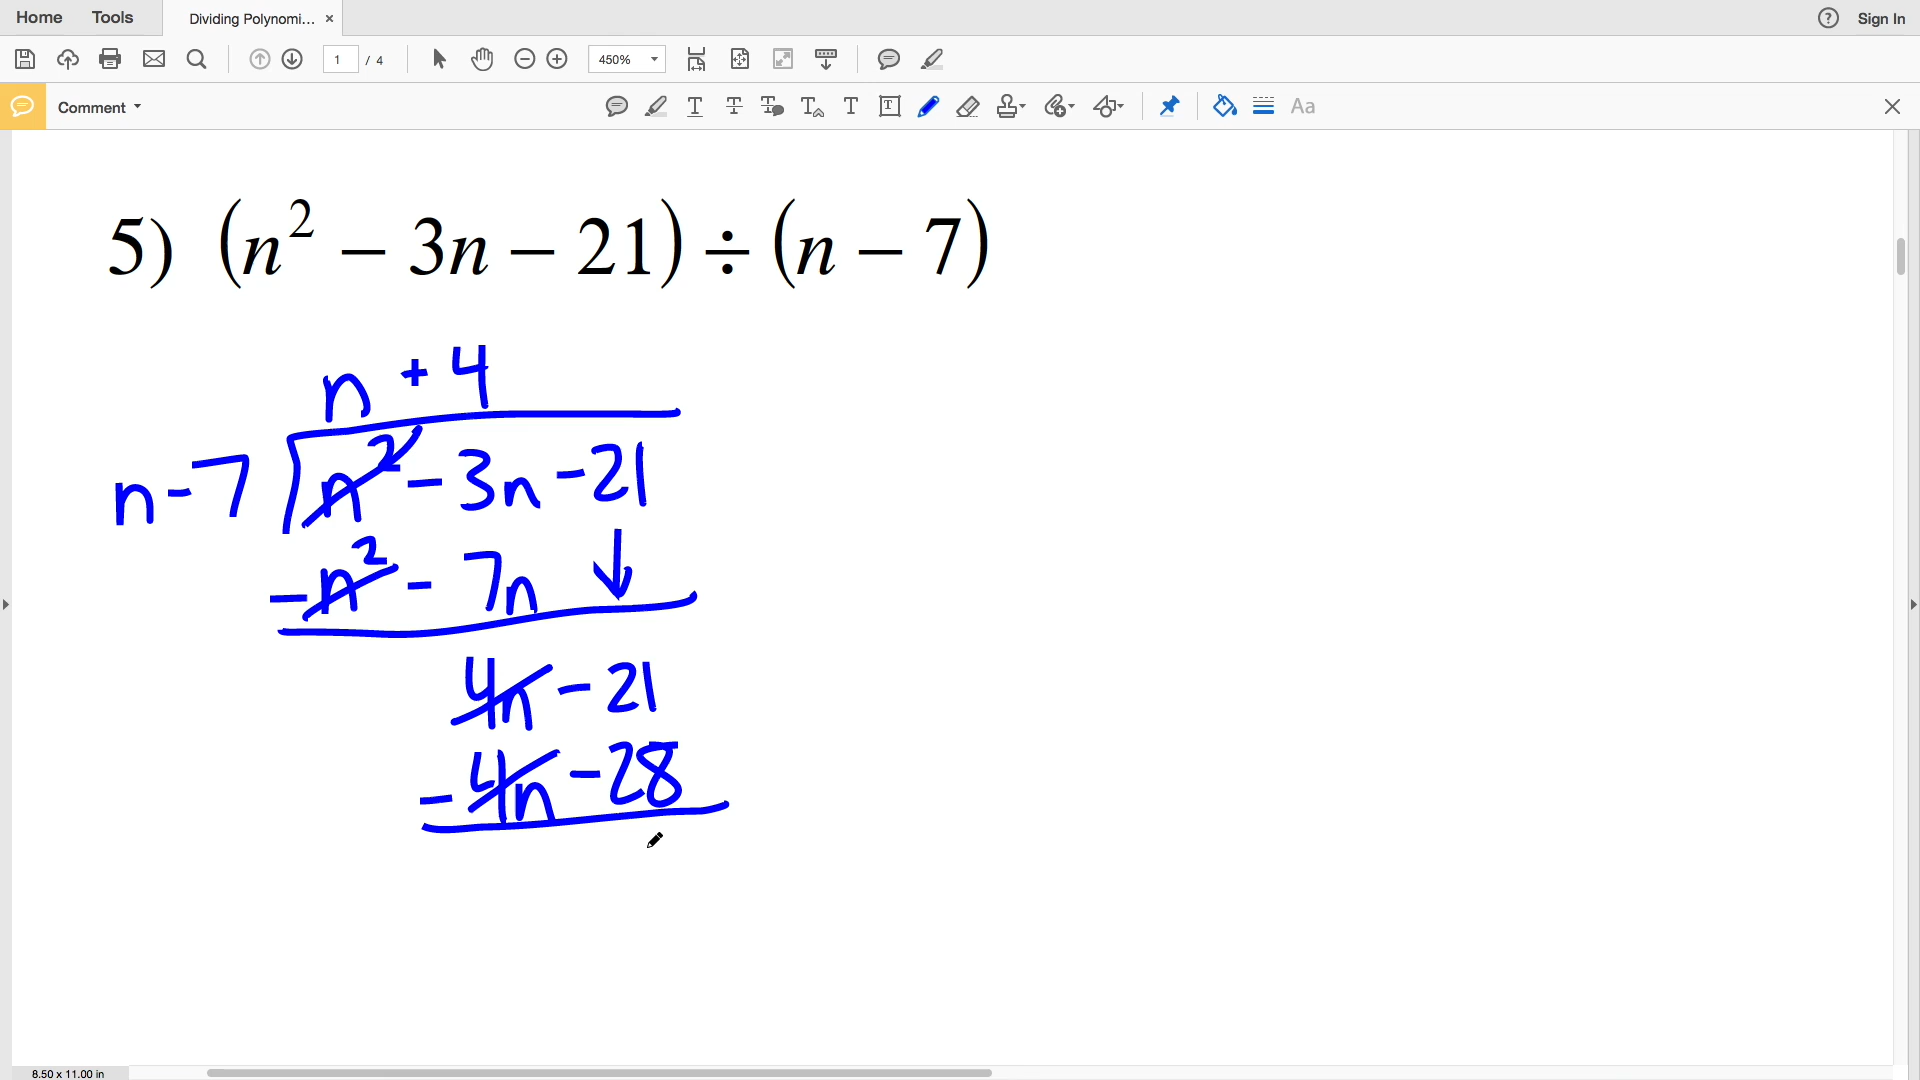 Home Tools Dividing Polynomi... × ? Sign In
1 / 4 450%
Comment T T T T T T Aa
5) (n² − 3n − 21) ÷ (n − 7)
n + 4
n - 7 n² - 3n - 21
- n² - 7n
4n - 21
- 4n - 28
8.50 x 11.00 in